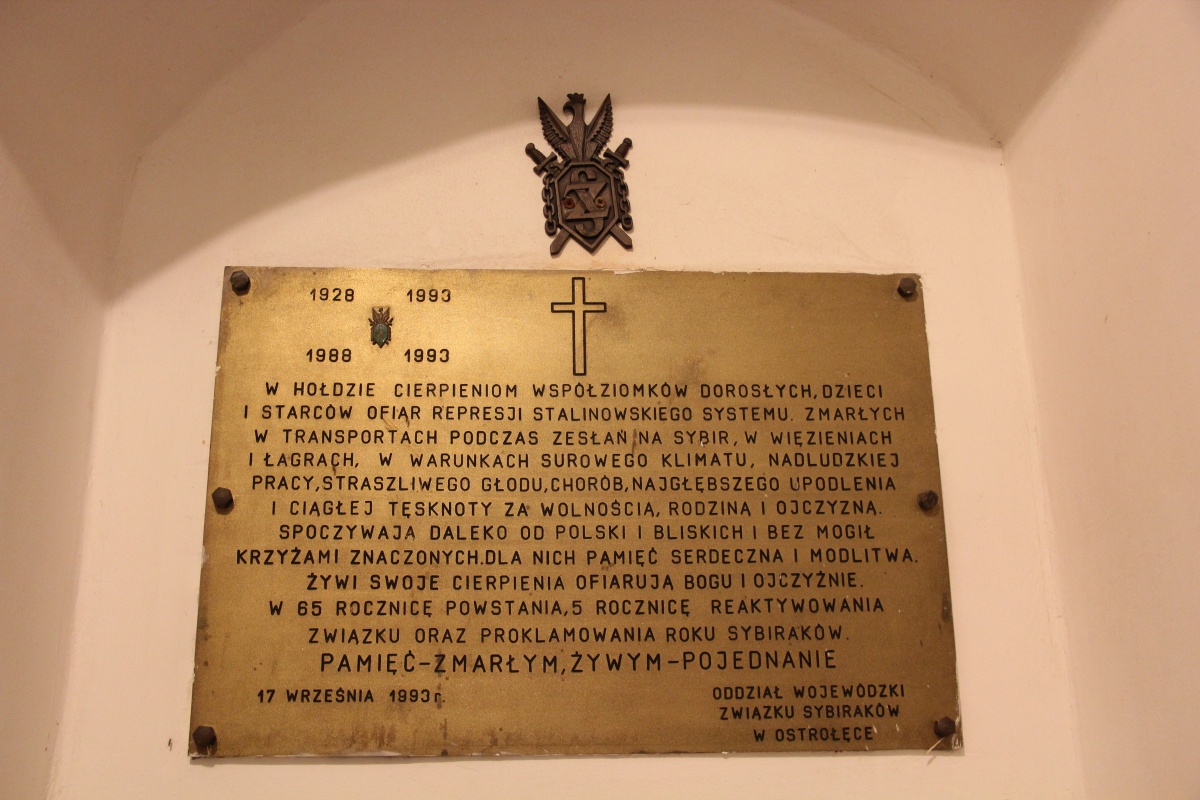 1928 1993
1988 1993
W HOŁDZIE CIERPIENIOM WSPÓŁZIOMKÓW DOROSŁYCH, DZIECI
I STARCÓW OFIAR REPRESJI STALINOWSKIEGO SYSTEMU. ZMARŁYCH
W TRANSPORTACH PODCZAS ZESŁAŃ NA SYBIR, W WIĘZIENIACH
I ŁAGRACH, W WARUNKACH SUROWEGO KLIMATU, NADLUDZKIEJ
PRACY, STRASZLIWEGO GŁODU, CHORÓB, NAJGŁĘBSZEGO UPODLENIA
I CIĄGŁEJ TĘSKNOTY ZA WOLNOŚCIĄ, RODZINĄ I OJCZYZNĄ.
SPOCZYWAJĄ DALEKO OD POLSKI I BLISKICH I BEZ MOGIŁ
KRZYŻAMI ZNACZONYCH. DLA NICH PAMIĘĆ SERDECZNA I MODLITWA.
ŻYWI SWOJE CIERPIENIA OFIARUJĄ BOGU I OJCZYŹNIE.
W 65 ROCZNICĘ POWSTANIA, 5 ROCZNICĘ REAKTYWOWANIA
ZWIĄZKU ORAZ PROKLAMOWANIA ROKU SYBIRAKÓW.
PAMIĘĆ-ZMARŁYM, ŻYWYM-POJEDNANIE
17 WRZEŚNIA 1993r.
ODDZIAŁ WOJEWÓDZKI
ZWIĄZKU SYBIRAKÓW
W OSTROŁĘCE